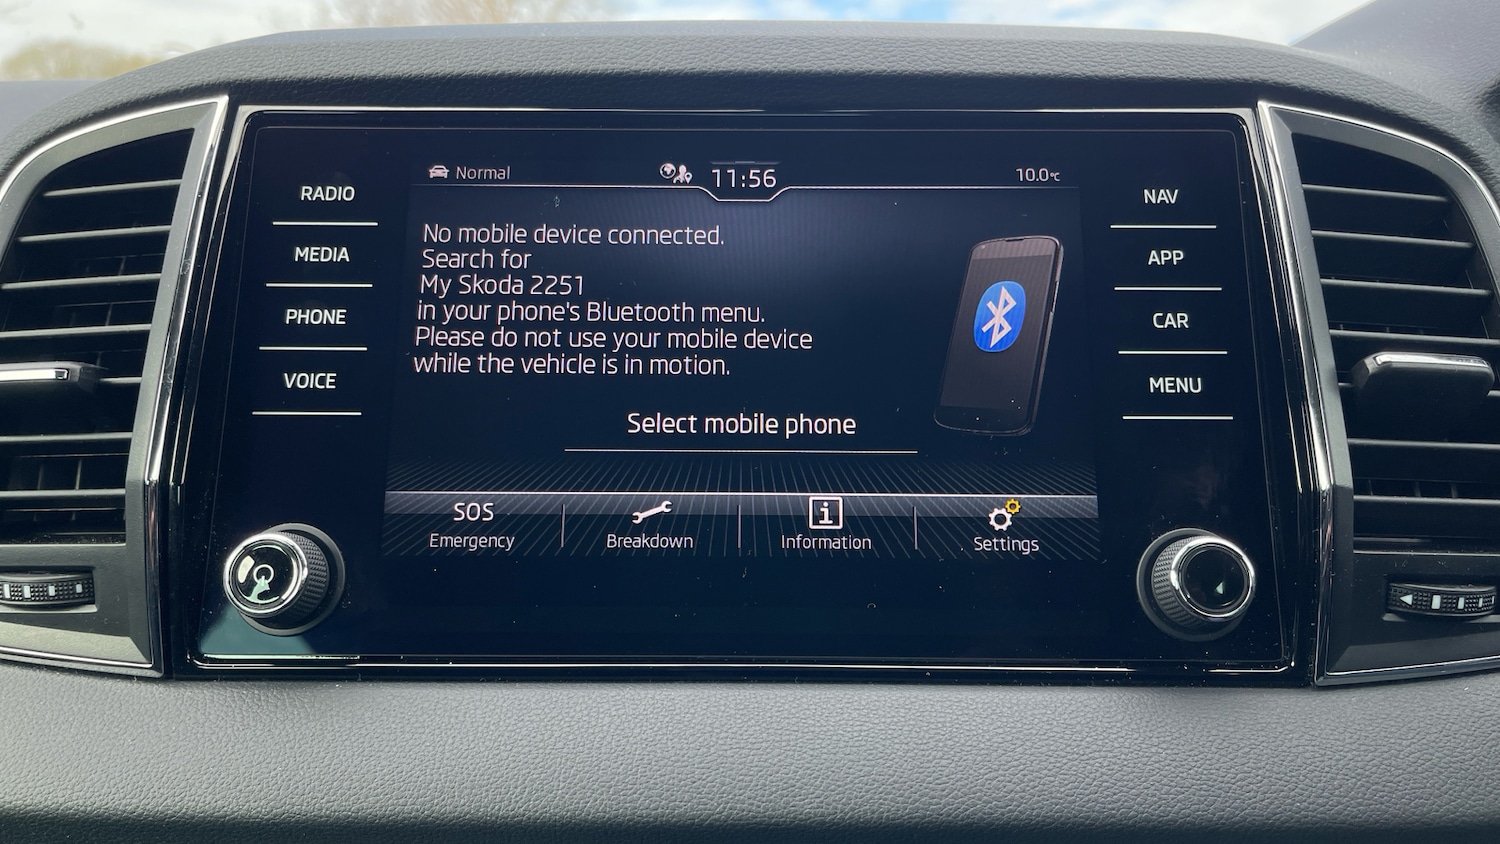 Normal
11:56
10.0°C
RADIO
MEDIA
PHONE
VOICE
No mobile device connected.
Search for
My Skoda 2251
in your phone's Bluetooth menu.
Please do not use your mobile device
while the vehicle is in motion.
Select mobile phone
SOS
Emergency
Breakdown
i
Information
Settings
NAV
APP
CAR
MENU